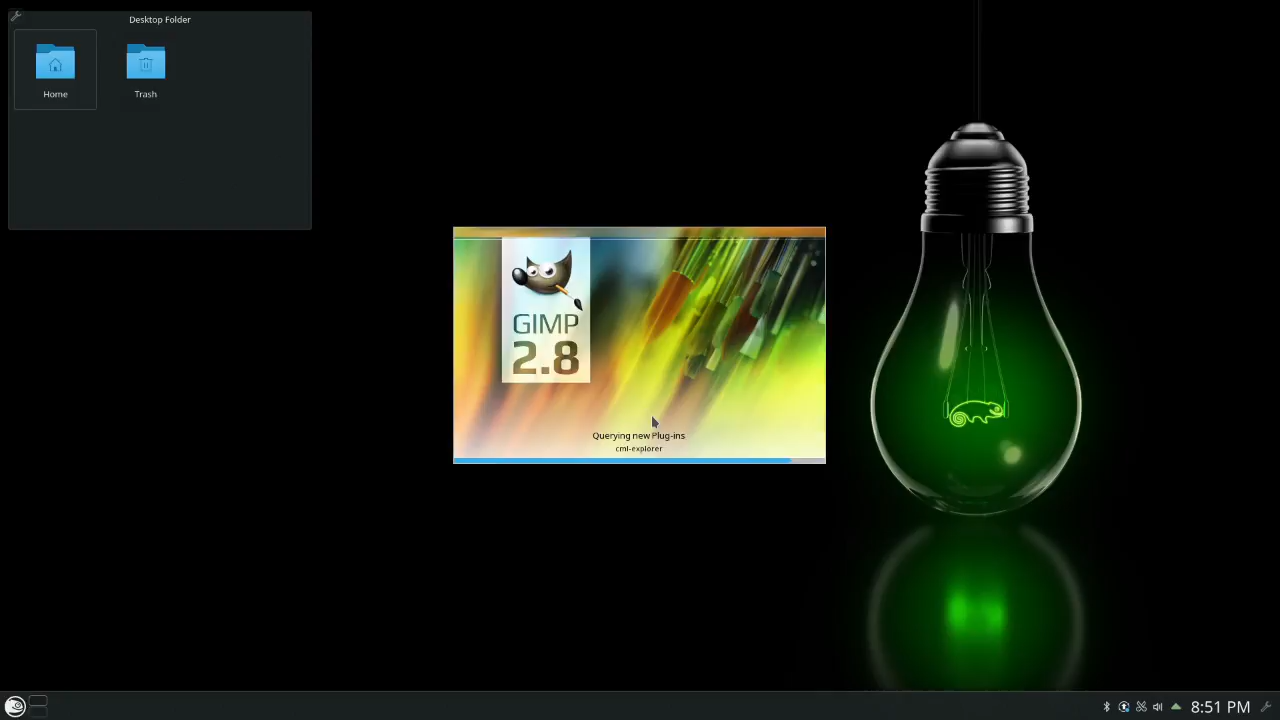 Desktop Folder
Home
Trash
GIMP
2.8
Querying new Plug-ins
cml-explorer
8:51 PM